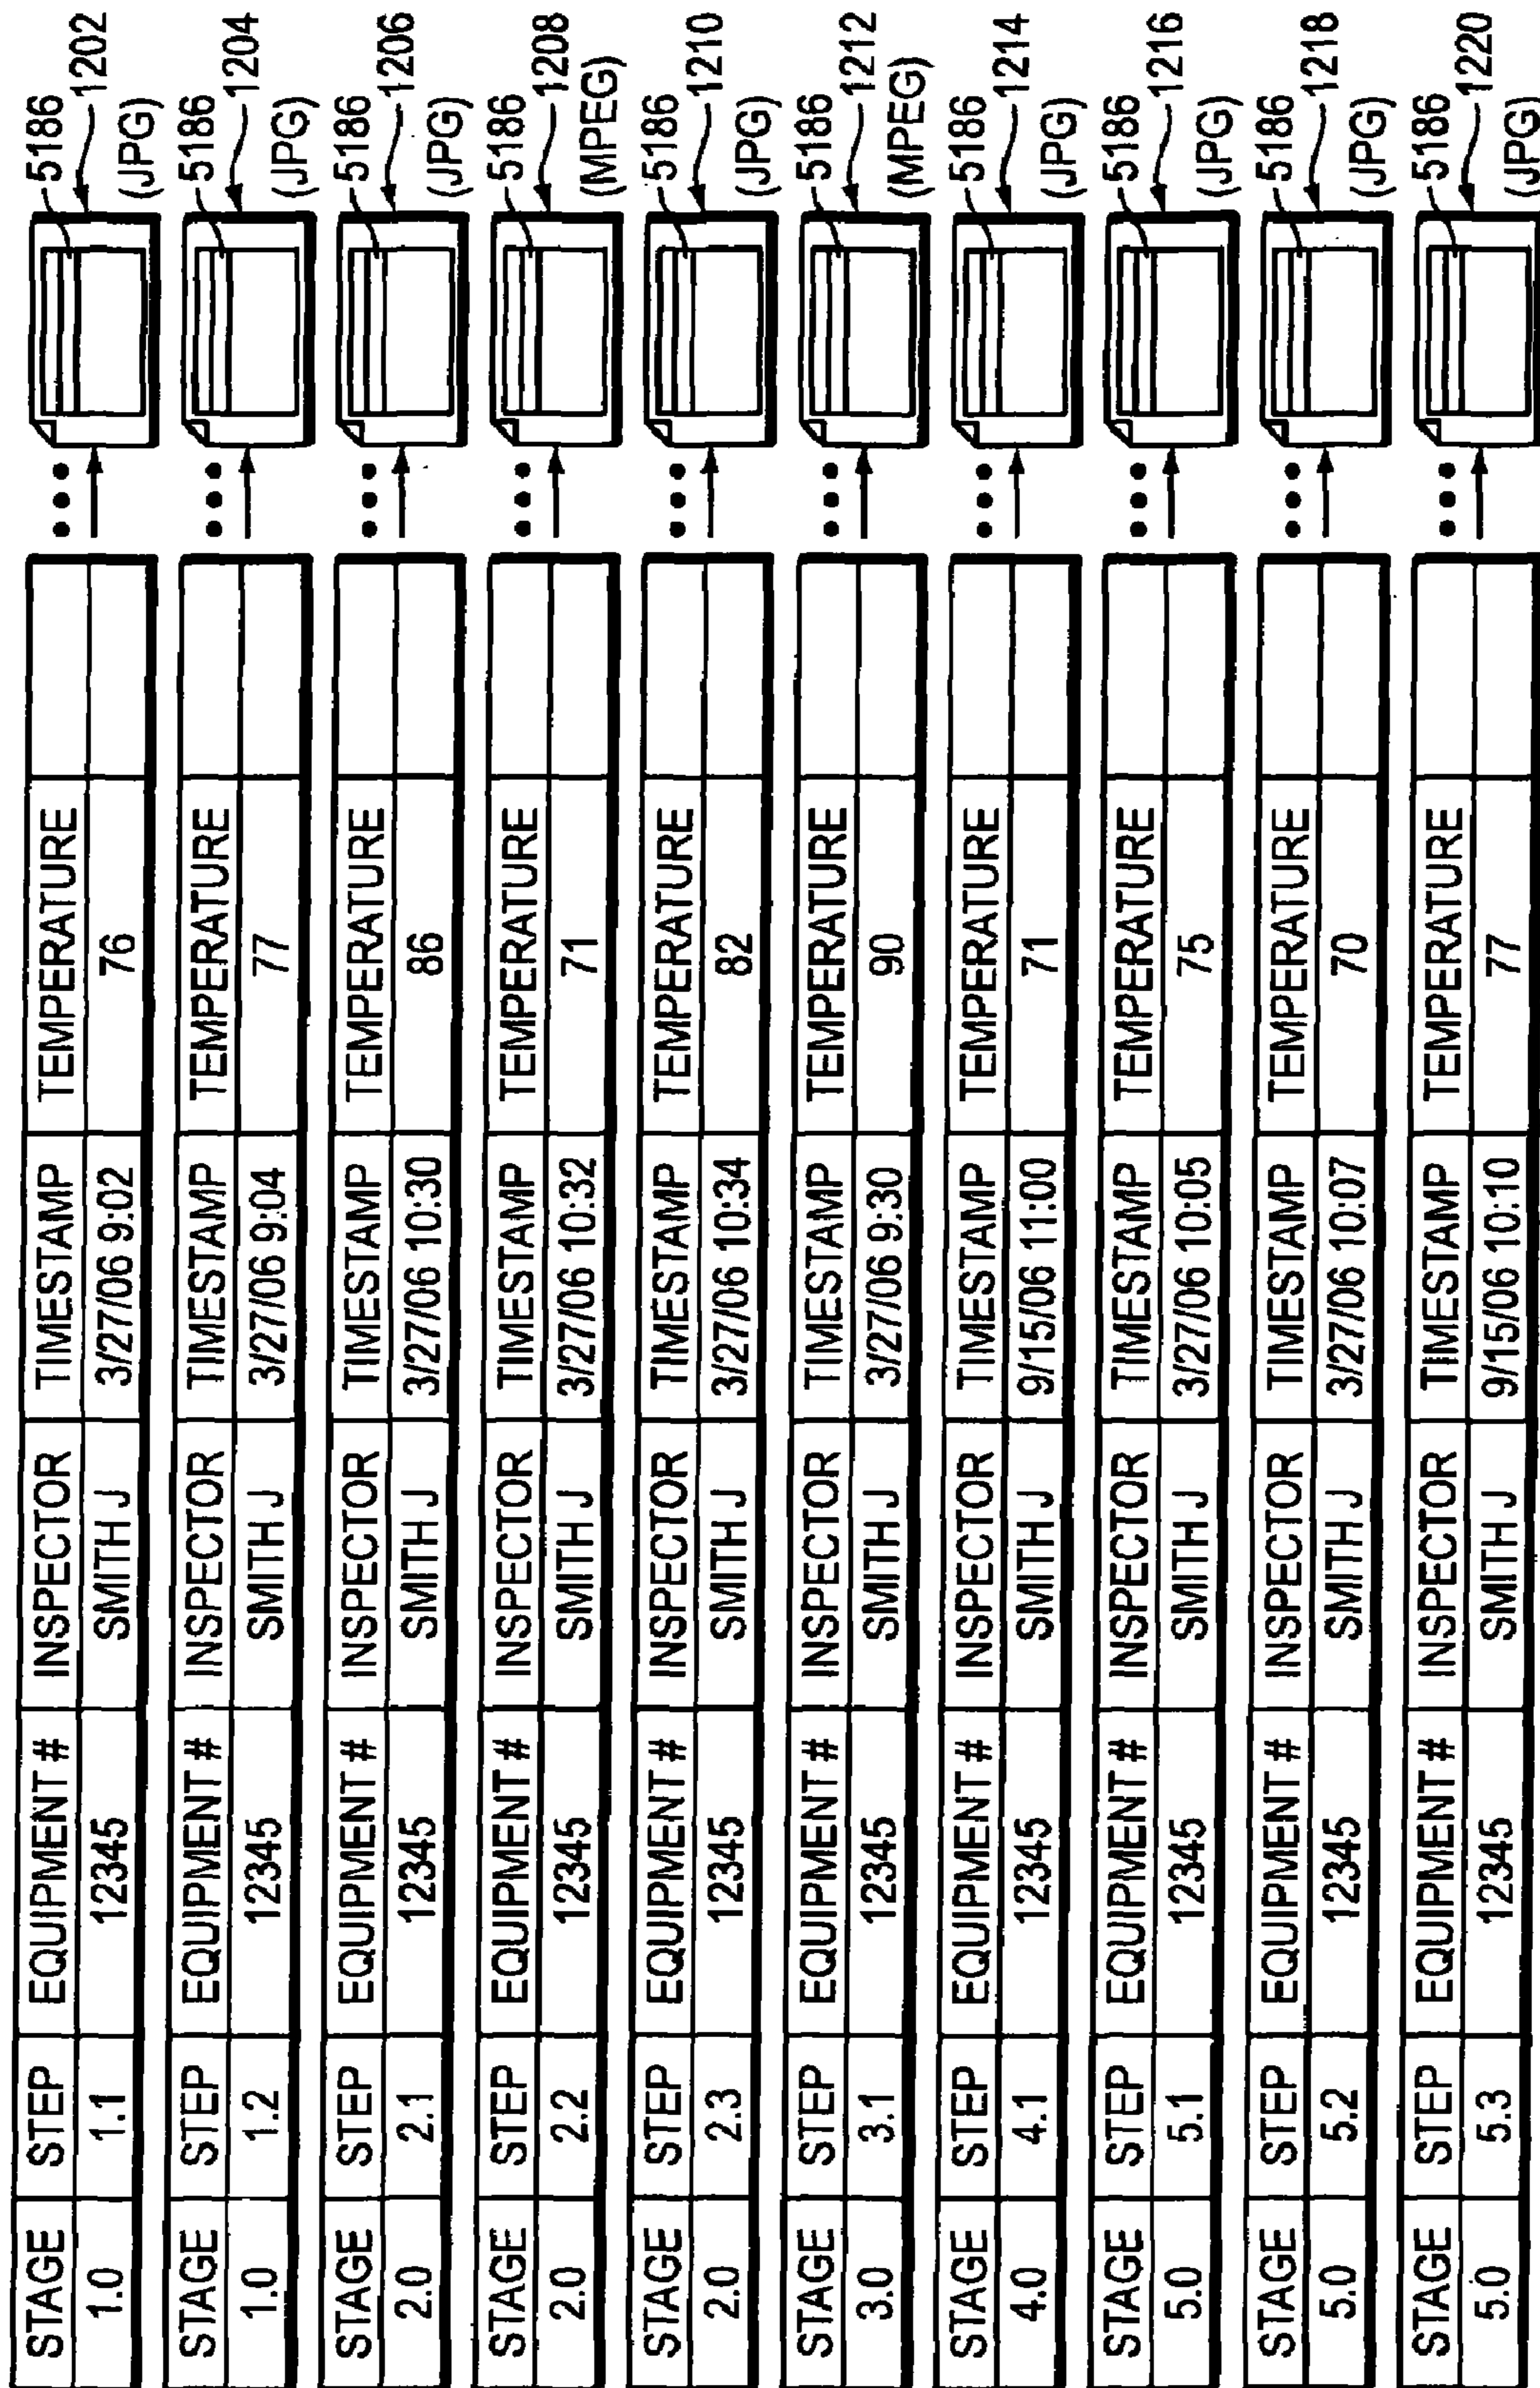 STAGE STEP EQUIPMENT # INSPECTOR TIMESTAMP TEMPERATURE 5186
1.0 1.1 12345 SMITH J 3/27/06 9:02 76 1202
(JPG)
STAGE STEP EQUIPMENT # INSPECTOR TIMESTAMP TEMPERATURE 5186
1.0 1.2 12345 SMITH J 3/27/06 9:04 77 1204
(JPG)
STAGE STEP EQUIPMENT # INSPECTOR TIMESTAMP TEMPERATURE 5186
2.0 2.1 12345 SMITH J 3/27/06 10:30 86 1206
(JPG)
STAGE STEP EQUIPMENT # INSPECTOR TIMESTAMP TEMPERATURE 5186
2.0 2.2 12345 SMITH J 3/27/06 10:32 71 1208
(MPEG)
STAGE STEP EQUIPMENT # INSPECTOR TIMESTAMP TEMPERATURE 5186
2.0 2.3 12345 SMITH J 3/27/06 10:34 82 1210
(JPG)
STAGE STEP EQUIPMENT # INSPECTOR TIMESTAMP TEMPERATURE 5186
3.0 3.1 12345 SMITH J 3/27/06 9:30 90 1212
(MPEG)
STAGE STEP EQUIPMENT # INSPECTOR TIMESTAMP TEMPERATURE 5186
4.0 4.1 12345 SMITH J 9/15/06 11:00 71 1214
(JPG)
STAGE STEP EQUIPMENT # INSPECTOR TIMESTAMP TEMPERATURE 5186
5.0 5.1 12345 SMITH J 3/27/06 10:05 75 1216
(JPG)
STAGE STEP EQUIPMENT # INSPECTOR TIMESTAMP TEMPERATURE 5186
5.0 5.2 12345 SMITH J 3/27/06 10:07 70 1218
(JPG)
STAGE STEP EQUIPMENT # INSPECTOR TIMESTAMP TEMPERATURE 5186
5.0 5.3 12345 SMITH J 9/15/06 10:10 77 1220
(JPG)